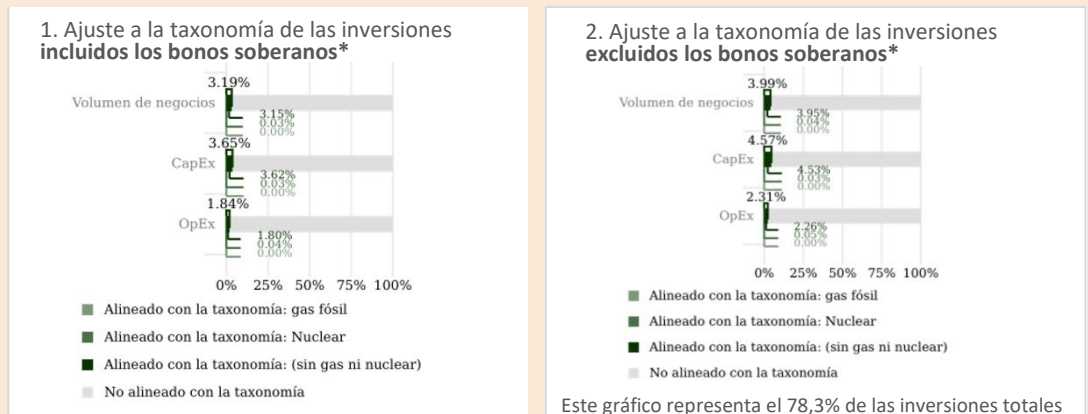 1. Ajuste a la taxonomía de las inversiones
incluidos los bonos soberanos*
3.19%
Volumen de negocios
3.15%
0.03%
0.00%
3.65%
CapEx
3.62%
0.03%
0.00%
1.84%
OpEx
1.80%
0.04%
0.00%
0% 25% 50% 75% 100%
Alineado con la taxonomía: gas fósil
Alineado con la taxonomía: Nuclear
Alineado con la taxonomía: (sin gas ni nuclear)
No alineado con la taxonomía
2. Ajuste a la taxonomía de las inversiones
excluidos los bonos soberanos*
3.99%
Volumen de negocios
3.95%
0.04%
0.00%
4.57%
CapEx
4.53%
0.03%
0.00%
2.31%
OpEx
2.26%
0.05%
0.00%
0% 25% 50% 75% 100%
Alineado con la taxonomía: gas fósil
Alineado con la taxonomía: Nuclear
Alineado con la taxonomía: (sin gas ni nuclear)
No alineado con la taxonomía
Este gráfico representa el 78,3% de las inversiones totales